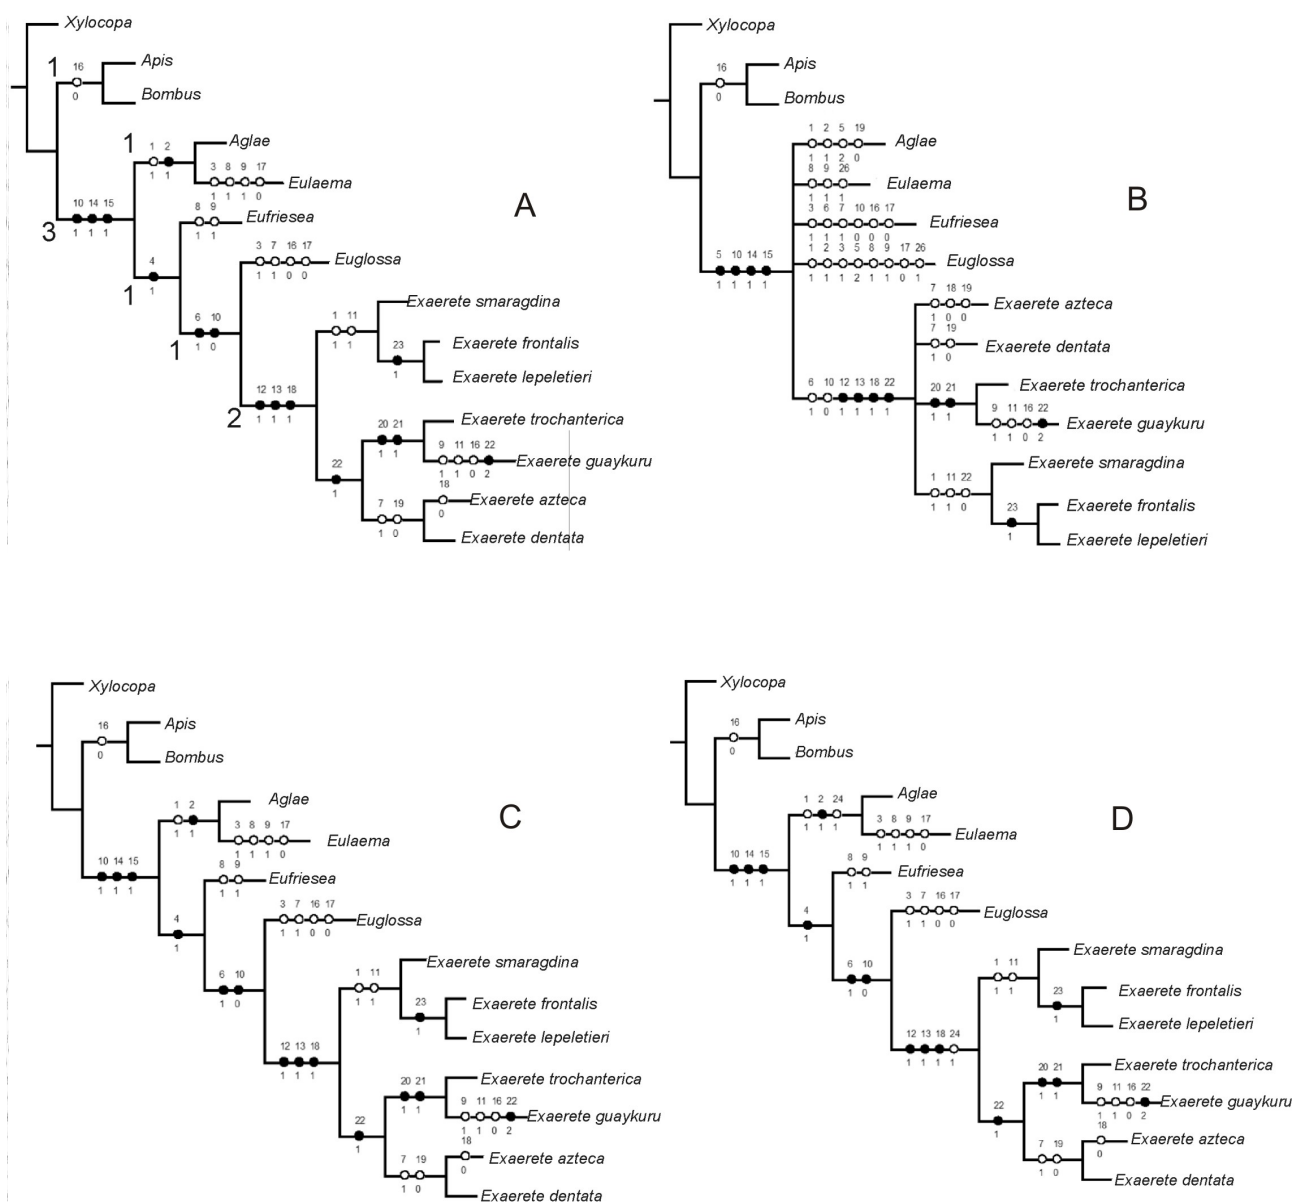 Xylocopa
1 16 Apis
0 Bombus
1 1 2 Aglae
1 1
3 8 9 17
1 1 1 0 Eulaema
10 14 15
3 1 1 1
8 9 Eufriesea
1 1
4
1 1
3 7 16 17 Euglossa
1 1 0 0
6 10
1 1 0
1 11 Exaerete smaragdina
1 1
23 Exaerete frontalis
1 Exaerete lepeletieri
12 13 18
2 1 1 1
20 21 Exaerete trochanterica
1 1
9 11 16 22 Exaerete guaykuru
1 1 0 2
22
1
18 Exaerete azteca
0
7 19
1 0 Exaerete dentata
A
Xylocopa
16 Apis
0 Bombus
1 2 5 19 Aglae
1 1 2 0
8 9 26 Eulaema
1 1 1
3 6 7 10 16 17 Eufriesea
1 1 1 0 0 0
1 2 3 5 8 9 17 26 Euglossa
1 1 1 2 1 1 0 1
5 10 14 15
1 1 1 1
7 18 19 Exaerete azteca
1 0 0
7 19 Exaerete dentata
1 0
6 10 12 13 18 22
1 0 1 1 1 1
20 21 Exaerete trochanterica
1 1
9 11 16 22 Exaerete guaykuru
1 1 0 2
1 11 22 Exaerete smaragdina
1 1 0
23 Exaerete frontalis
1 Exaerete lepeletieri
B
Xylocopa
16 Apis
0 Bombus
1 2 Aglae
1 1
3 8 9 17 Eulaema
1 1 1 0
10 14 15
1 1 1
8 9 Eufriesea
1 1
4
1
3 7 16 17 Euglossa
1 1 0 0
6 10
1 0
1 11 Exaerete smaragdina
1 1
23 Exaerete frontalis
1 Exaerete lepeletieri
12 13 18
1 1 1
20 21 Exaerete trochanterica
1 1
9 11 16 22 Exaerete guaykuru
1 1 0 2
22
1
18 Exaerete azteca
0
7 19
1 0 Exaerete dentata
C
Xylocopa
16 Apis
0 Bombus
1 2 24 Aglae
1 1 1
3 8 9 17 Eulaema
1 1 1 0
10 14 15
1 1 1
8 9 Eufriesea
1 1
4
1
3 7 16 17 Euglossa
1 1 0 0
6 10
1 0
1 11 Exaerete smaragdina
1 1
23 Exaerete frontalis
1 Exaerete lepeletieri
12 13 18 24
1 1 1 1
20 21 Exaerete trochanterica
1 1
9 11 16 22 Exaerete guaykuru
1 1 0 2
22
1
18 Exaerete azteca
0
7 19
1 0 Exaerete dentata
D